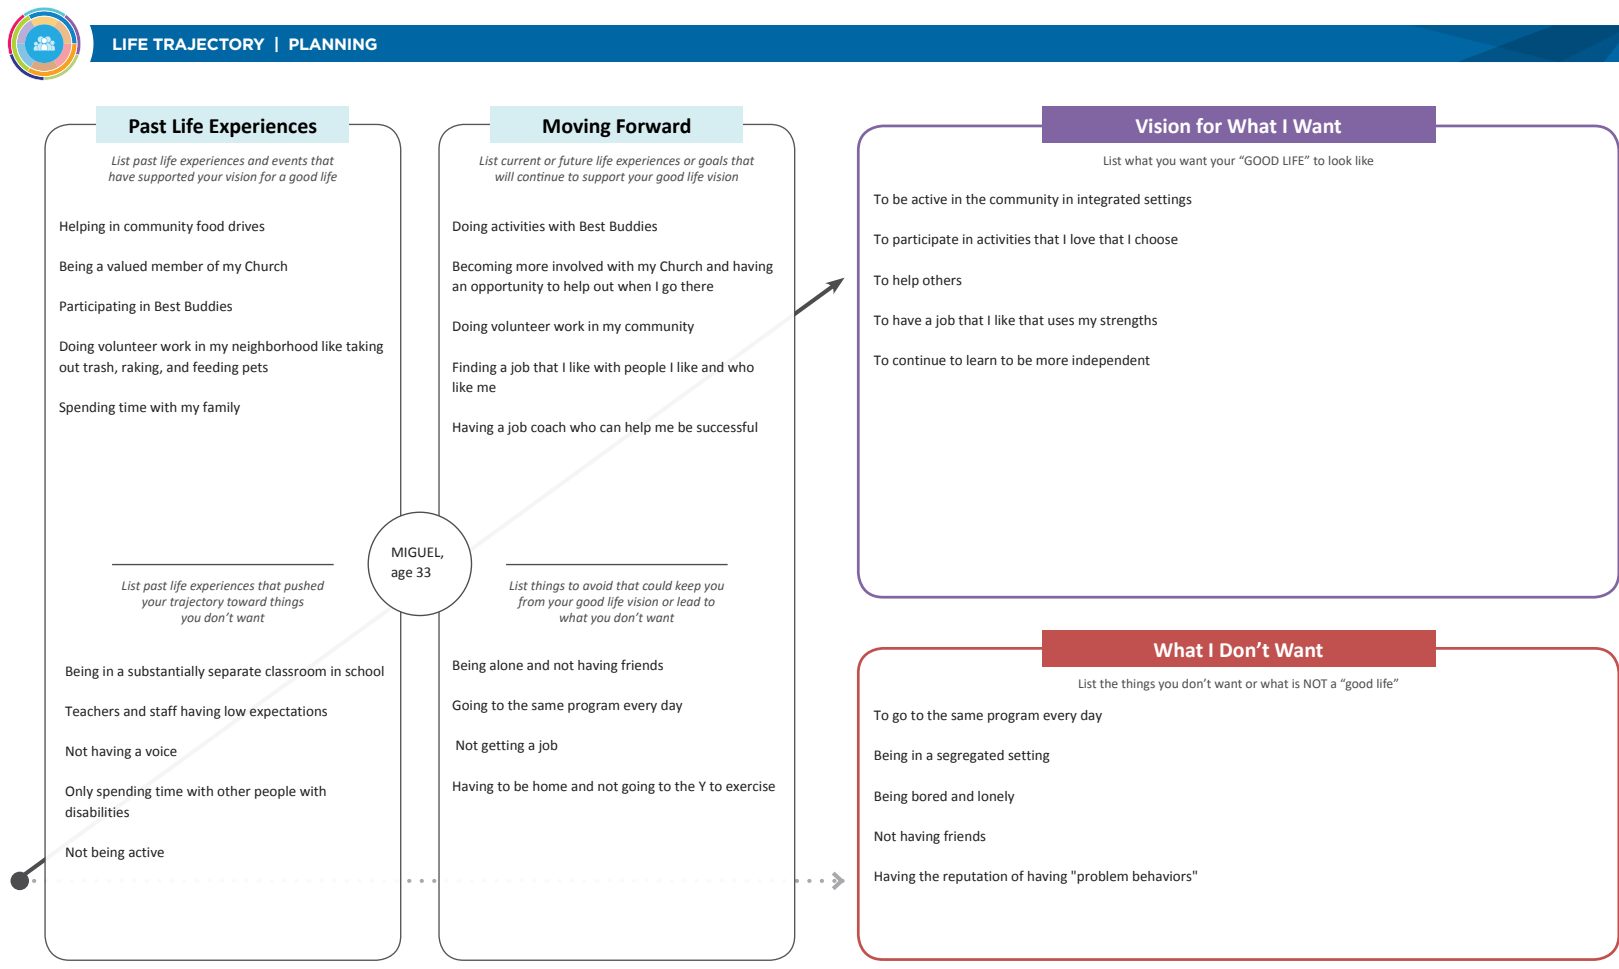 LIFE TRAJECTORY | PLANNING
Past Life Experiences
List past life experiences and events that
have supported your vision for a good life
Helping in community food drives
Being a valued member of my Church
Participating in Best Buddies
Doing volunteer work in my neighborhood like taking
out trash, raking, and feeding pets
Spending time with my family
List past life experiences that pushed
your trajectory toward things
you don’t want
Being in a substantially separate classroom in school
Teachers and staff having low expectations
Not having a voice
Only spending time with other people with
disabilities
Not being active
MIGUEL,
age 33
Moving Forward
List current or future life experiences or goals that
will continue to support your good life vision
Doing activities with Best Buddies
Becoming more involved with my Church and having
an opportunity to help out when I go there
Doing volunteer work in my community
Finding a job that I like with people I like and who
like me
Having a job coach who can help me be successful
List things to avoid that could keep you
from your good life vision or lead to
what you don’t want
Being alone and not having friends
Going to the same program every day
Not getting a job
Having to be home and not going to the Y to exercise
Vision for What I Want
List what you want your “GOOD LIFE” to look like
To be active in the community in integrated settings
To participate in activities that I love that I choose
To help others
To have a job that I like that uses my strengths
To continue to learn to be more independent
What I Don’t Want
List the things you don’t want or what is NOT a “good life”
To go to the same program every day
Being in a segregated setting
Being bored and lonely
Not having friends
Having the reputation of having "problem behaviors"